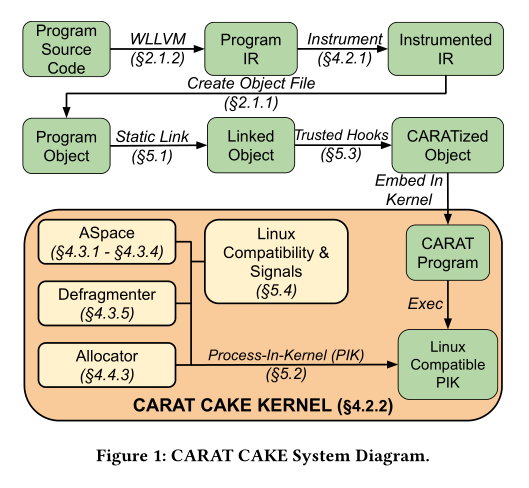 Program
Source
Code
WLLVM
(§2.1.2)
Program
IR
Instrument
(§4.2.1)
Instrumented
IR
Create Object File
(§2.1.1)
Program
Object
Static Link
(§5.1)
Linked
Object
Trusted Hooks
(§5.3)
CARATized
Object
Embed In
Kernel
ASpace
(§4.3.1 - §4.3.4)
Linux
Compatibility &
Signals
(§5.4)
CARAT
Program
Defragmenter
(§4.3.5)
Exec
Allocator
(§4.4.3)
Process-In-Kernel (PIK)
(§5.2)
Linux
Compatible
PIK
CARAT CAKE KERNEL (§4.2.2)
Figure 1: CARAT CAKE System Diagram.